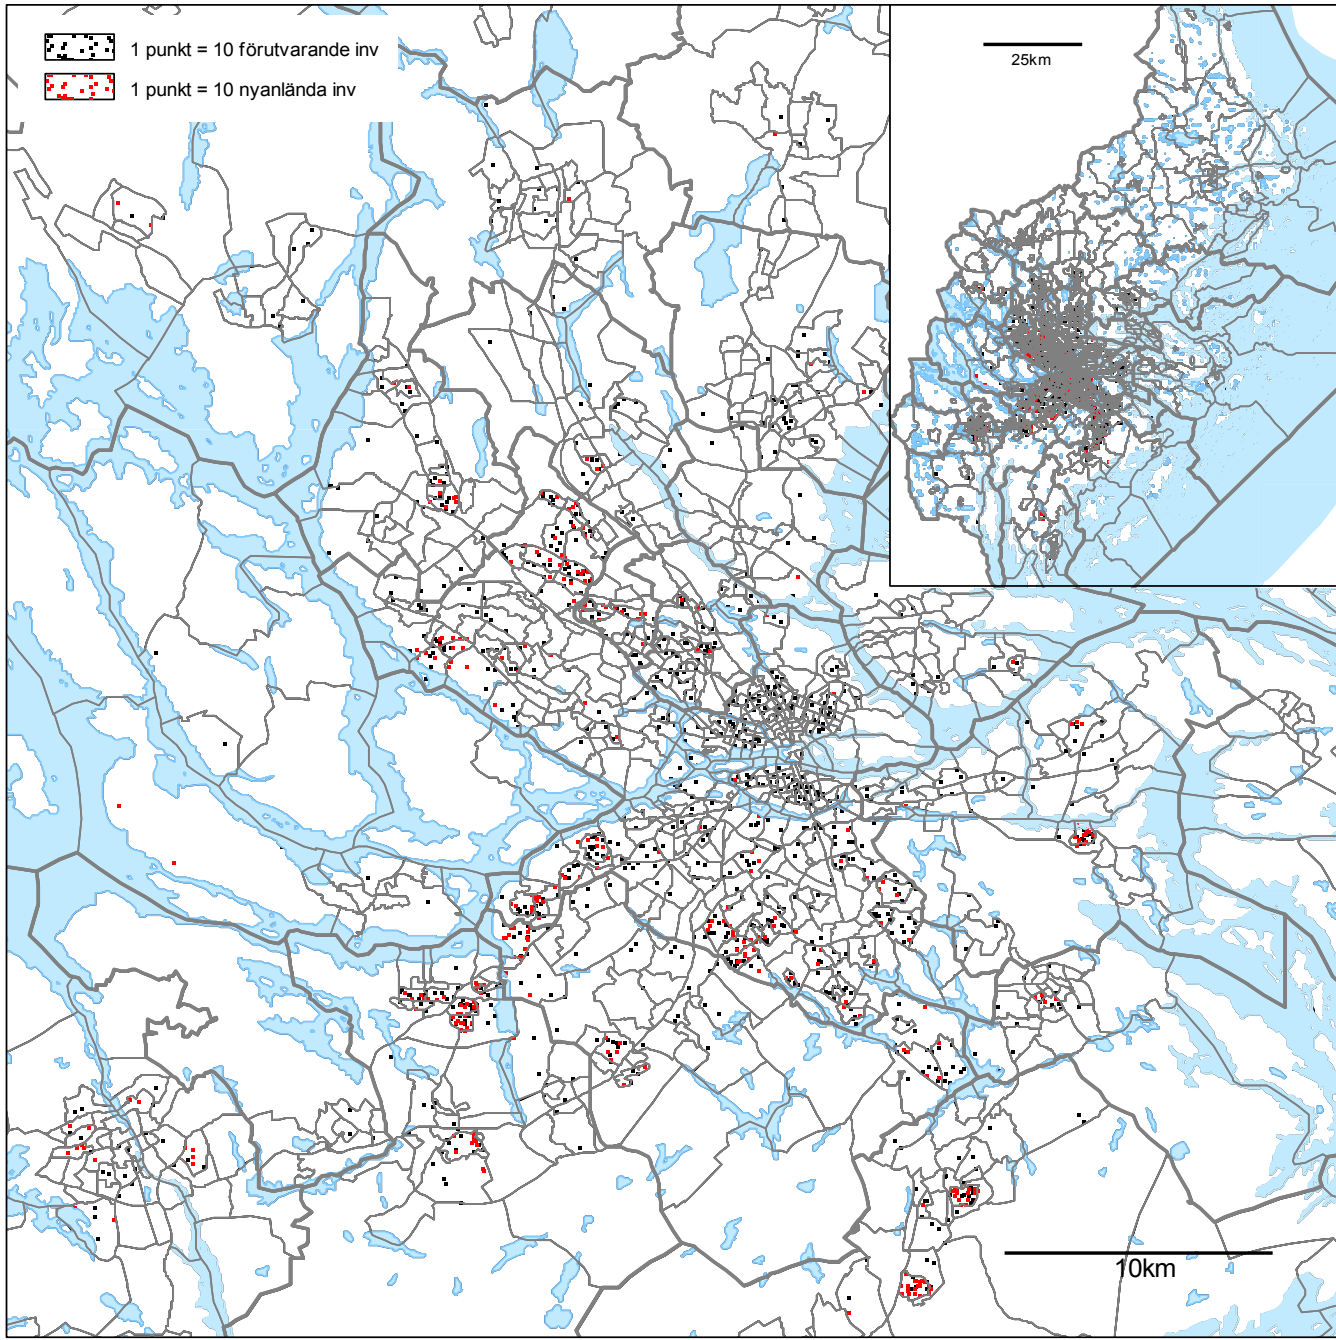 1 punkt = 10 förutvarande inv
1 punkt = 10 nyanlända inv
25km
10km